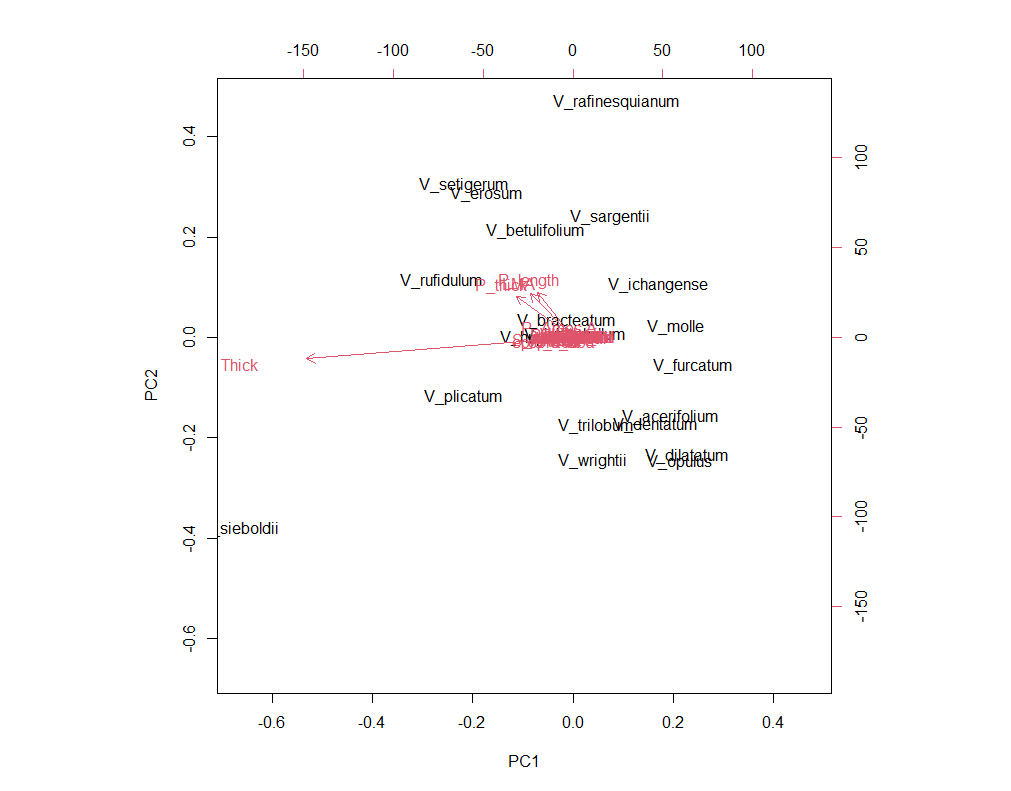 -150 -100 -50 0 50 100
V_rafinesquianum
0.4
100
V_setigerum
V_erosum
V_sargentii
V_betulifolium
0.2
50
V_rufidulum
P_length
P_thick
V_ichangense
V_bracteatum
V_molle
0.0
0
Thick
V_furcatum
PC2
V_plicatum
V_acerifolium
V_trilobum
V_dentatum
-50
-0.2
V_wrightii
V_dilatatum
V_opulus
-100
-0.4
sieboldii
-150
-0.6
-0.6 -0.4 -0.2 0.0 0.2 0.4
PC1